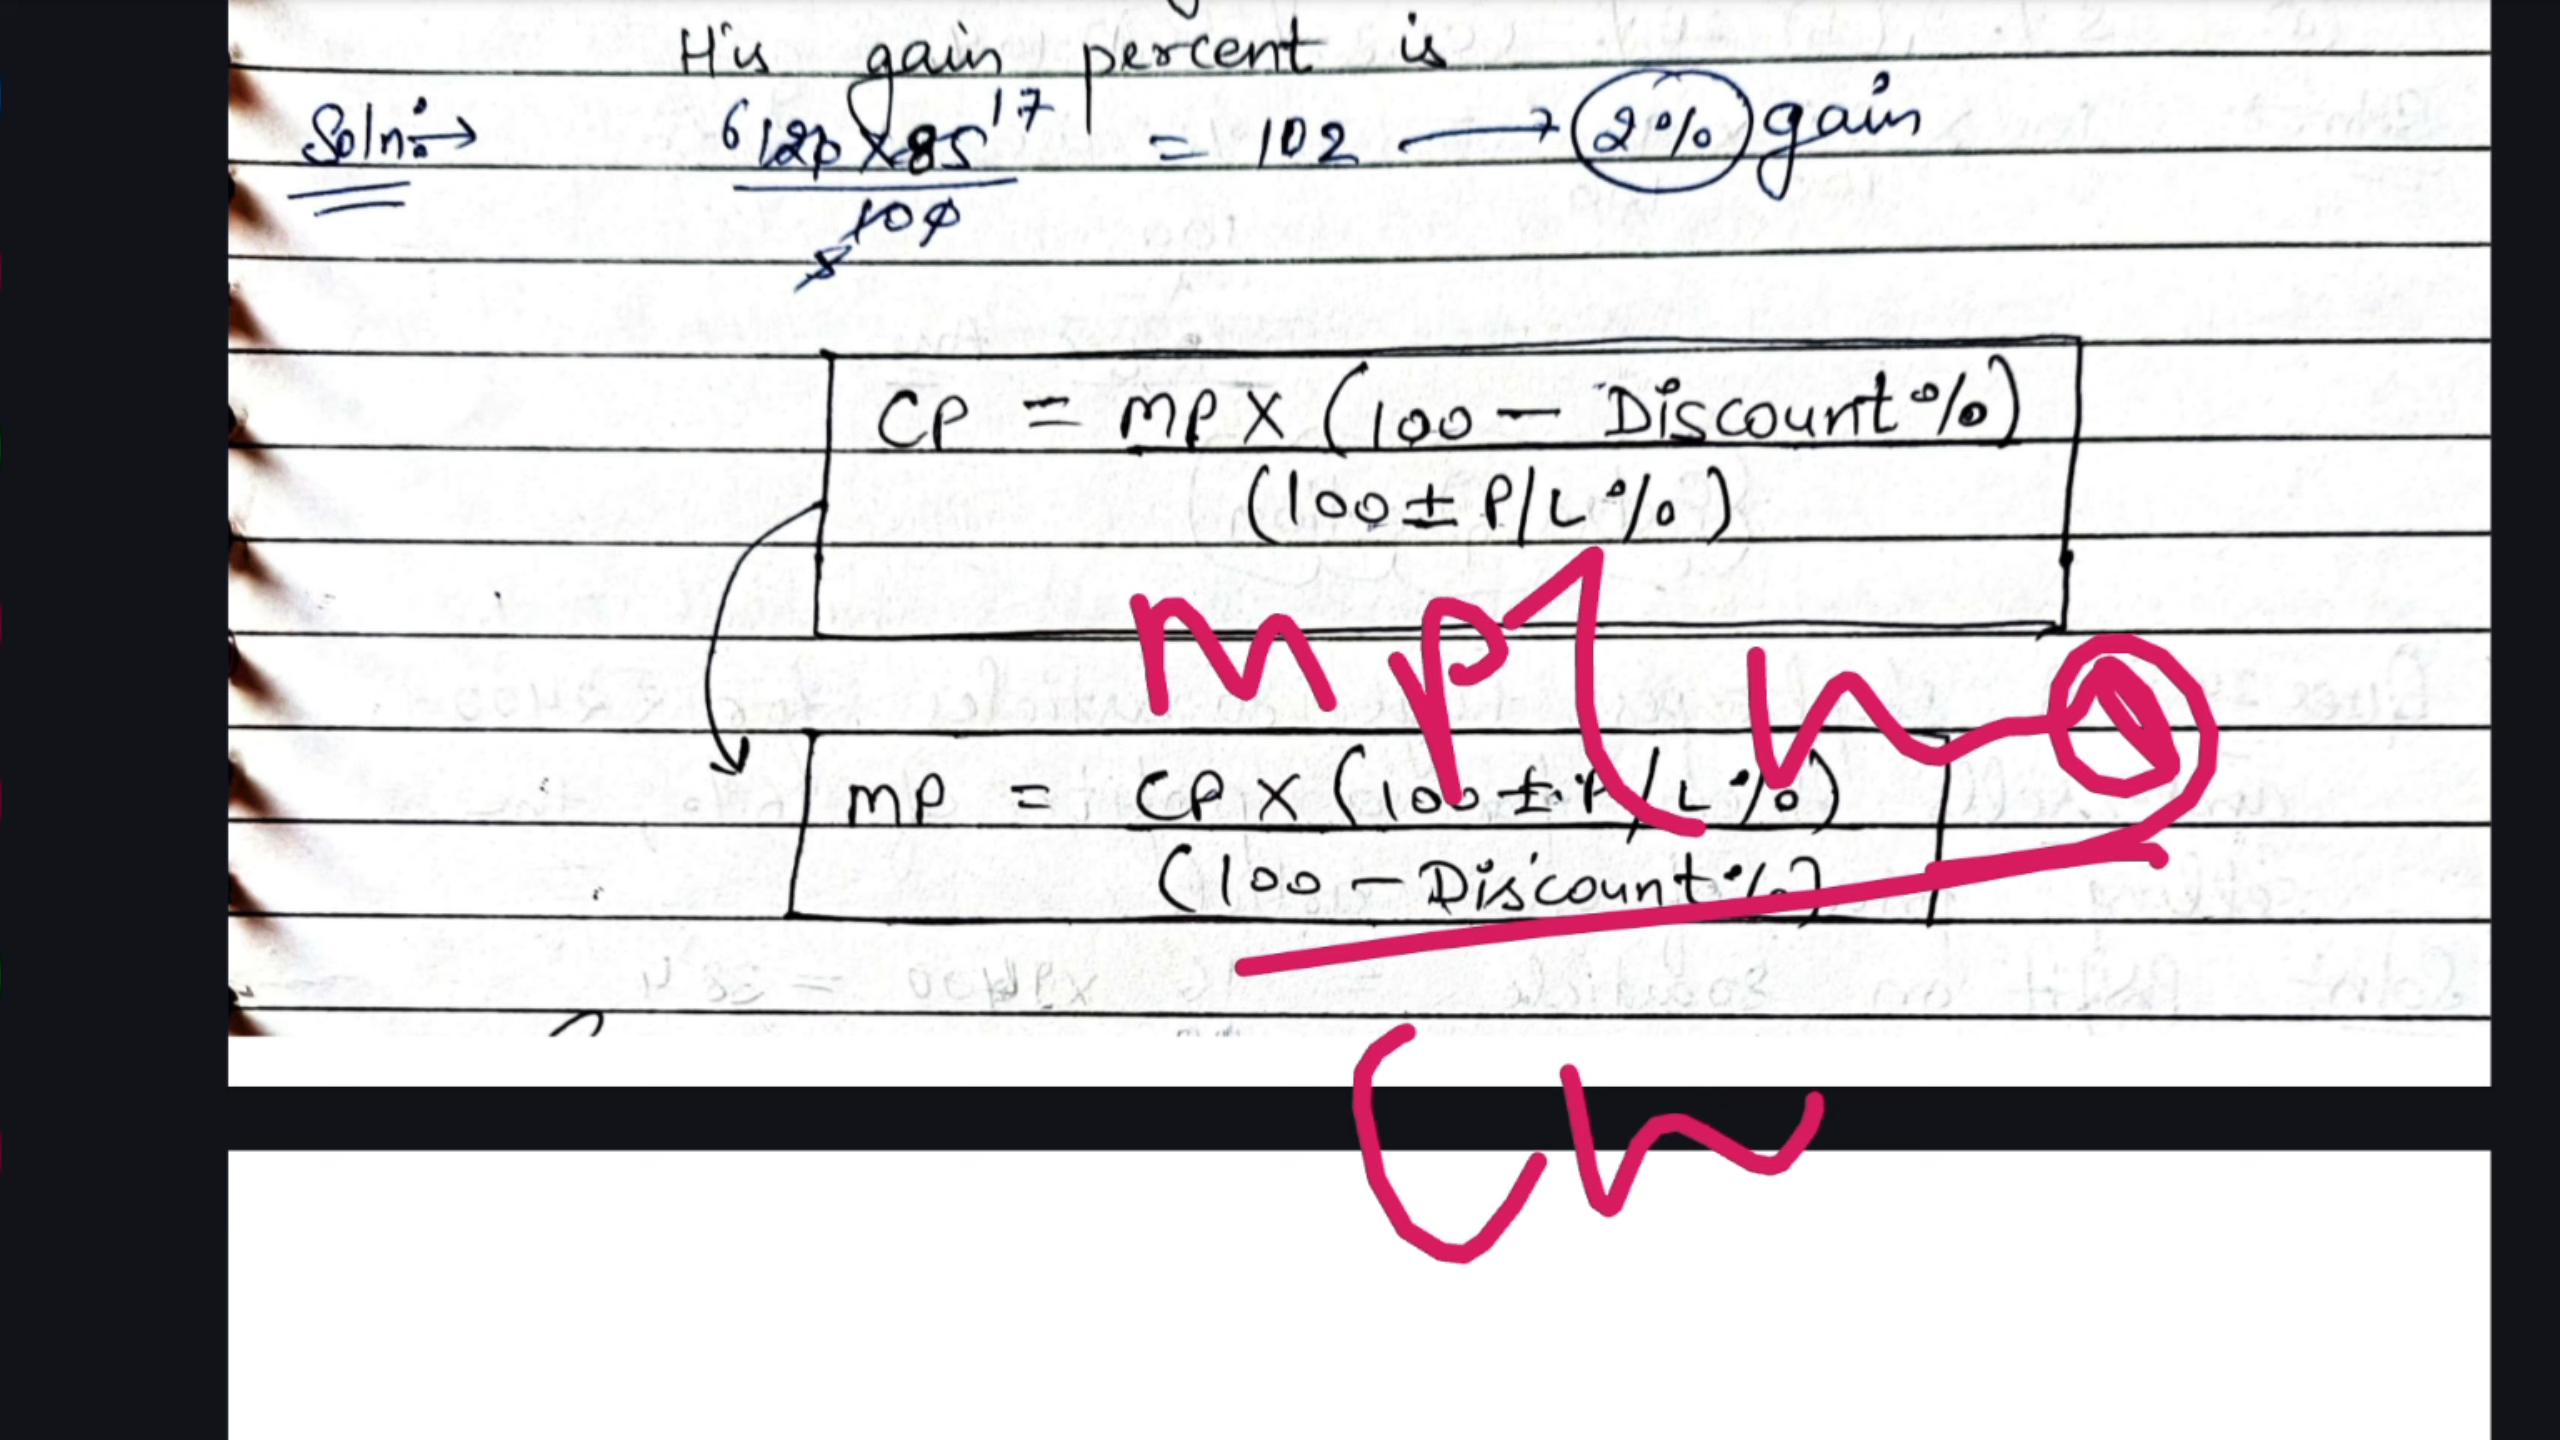 His gain percent is
Soln:→ 6 120 × 85 17 = 102 → 2% gain
100
5
CP = MP X (100 - Discount %)
(100 ± P/L %)
MP
MP = CP X (100 ± P/L %)
(100 - Discount %)